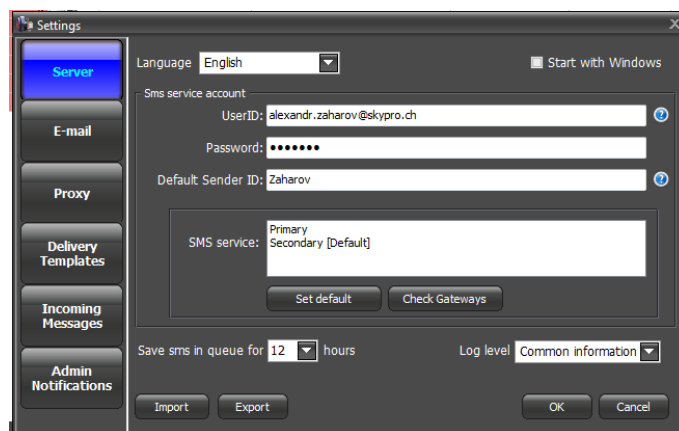 Settings
Server
E-mail
Proxy
Delivery
Templates
Incoming
Messages
Admin
Notifications
Language English Start with Windows
Sms service account
UserID: alexandr.zaharov@skypro.ch
Password: •••••••
Default Sender ID: Zaharov
SMS service:
Primary
Secondary [Default]
Set default Check Gateways
Save sms in queue for 12 hours Log level Common information
Import Export OK Cancel